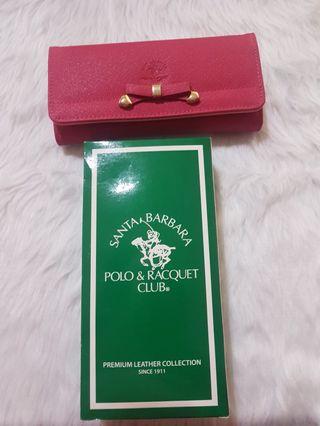 SANTA BARBARA
POLO & RACQUET
CLUB®
PREMIUM LEATHER COLLECTION
SINCE 1911